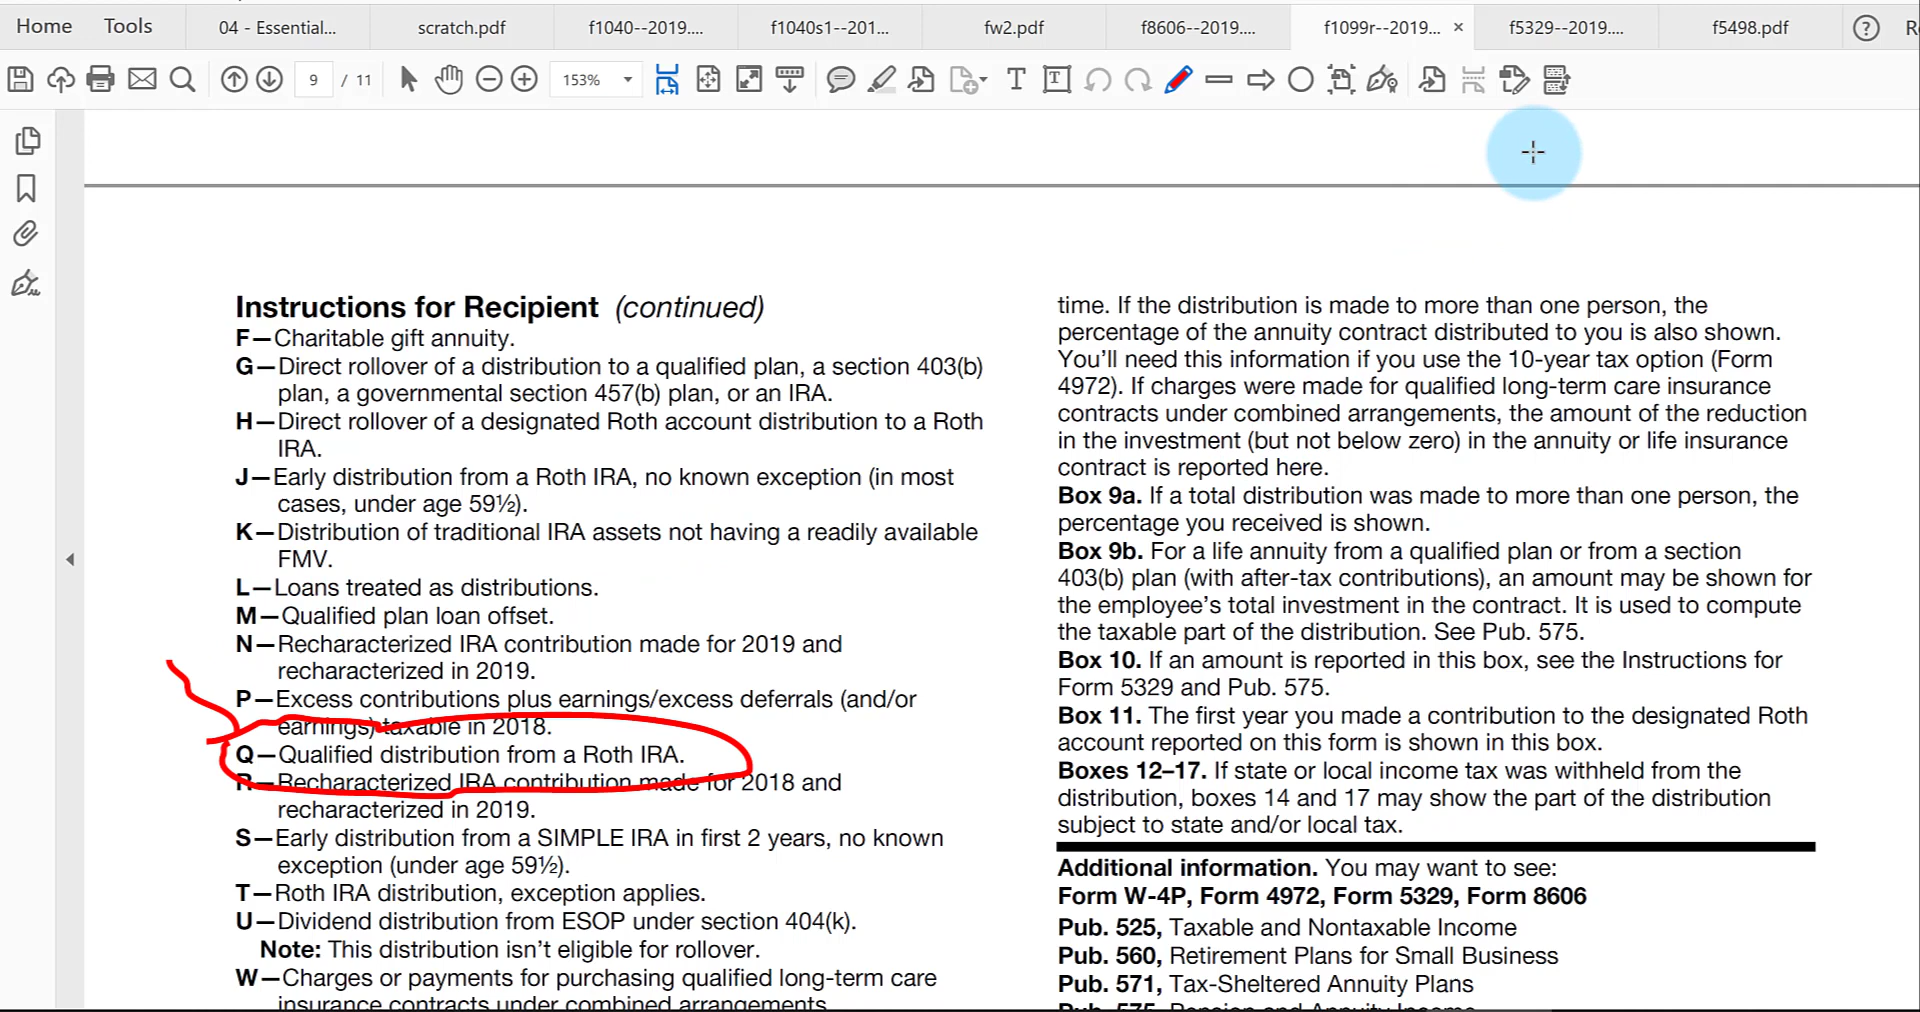 Home
Tools
04 - Essential...
scratch.pdf
f1040--2019....
f1040s1--201...
fw2.pdf
f8606--2019....
f1099r--2019... ×
f5329--2019....
f5498.pdf
9 / 11
153%
Instructions for Recipient (continued)
F—Charitable gift annuity.
G—Direct rollover of a distribution to a qualified plan, a section 403(b)
plan, a governmental section 457(b) plan, or an IRA.
H—Direct rollover of a designated Roth account distribution to a Roth
IRA.
J—Early distribution from a Roth IRA, no known exception (in most
cases, under age 59½).
K—Distribution of traditional IRA assets not having a readily available
FMV.
L—Loans treated as distributions.
M—Qualified plan loan offset.
N—Recharacterized IRA contribution made for 2019 and
recharacterized in 2019.
P—Excess contributions plus earnings/excess deferrals (and/or
earnings) taxable in 2018.
Q—Qualified distribution from a Roth IRA.
R—Recharacterized IRA contribution made for 2018 and
recharacterized in 2019.
S—Early distribution from a SIMPLE IRA in first 2 years, no known
exception (under age 59½).
T—Roth IRA distribution, exception applies.
U—Dividend distribution from ESOP under section 404(k).
Note: This distribution isn't eligible for rollover.
W—Charges or payments for purchasing qualified long-term care
insurance contracts under combined arrangements.
time. If the distribution is made to more than one person, the
percentage of the annuity contract distributed to you is also shown.
You'll need this information if you use the 10-year tax option (Form
4972). If charges were made for qualified long-term care insurance
contracts under combined arrangements, the amount of the reduction
in the investment (but not below zero) in the annuity or life insurance
contract is reported here.
Box 9a. If a total distribution was made to more than one person, the
percentage you received is shown.
Box 9b. For a life annuity from a qualified plan or from a section
403(b) plan (with after-tax contributions), an amount may be shown for
the employee's total investment in the contract. It is used to compute
the taxable part of the distribution. See Pub. 575.
Box 10. If an amount is reported in this box, see the Instructions for
Form 5329 and Pub. 575.
Box 11. The first year you made a contribution to the designated Roth
account reported on this form is shown in this box.
Boxes 12–17. If state or local income tax was withheld from the
distribution, boxes 14 and 17 may show the part of the distribution
subject to state and/or local tax.
Additional information. You may want to see:
Form W-4P, Form 4972, Form 5329, Form 8606
Pub. 525, Taxable and Nontaxable Income
Pub. 560, Retirement Plans for Small Business
Pub. 571, Tax-Sheltered Annuity Plans
Pub. 575, Pension and Annuity Income